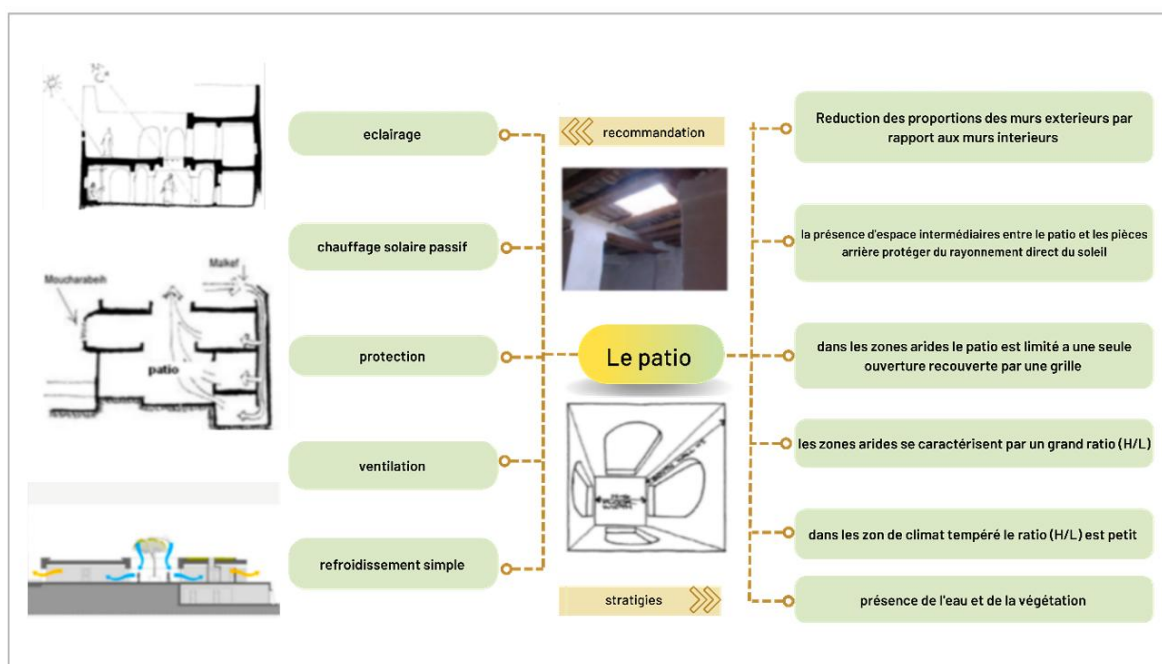 eclairage
chauffage solaire passif
protection
ventilation
refroidissement simple
Moucharabeih
Malkaf
patio
recommandation
Le patio
stratigies
Reduction des proportions des murs exterieurs par
rapport aux murs interieurs
la présence d'espace intermédiaires entre le patio et les pièces
arrière protéger du rayonnement direct du soleil
dans les zones arides le patio est limité a une seule
ouverture recouverte par une grille
les zones arides se caractérisent par un grand ratio (H/L)
dans les zon de climat tempéré le ratio (H/L) est petit
présence de l'eau et de la végétation